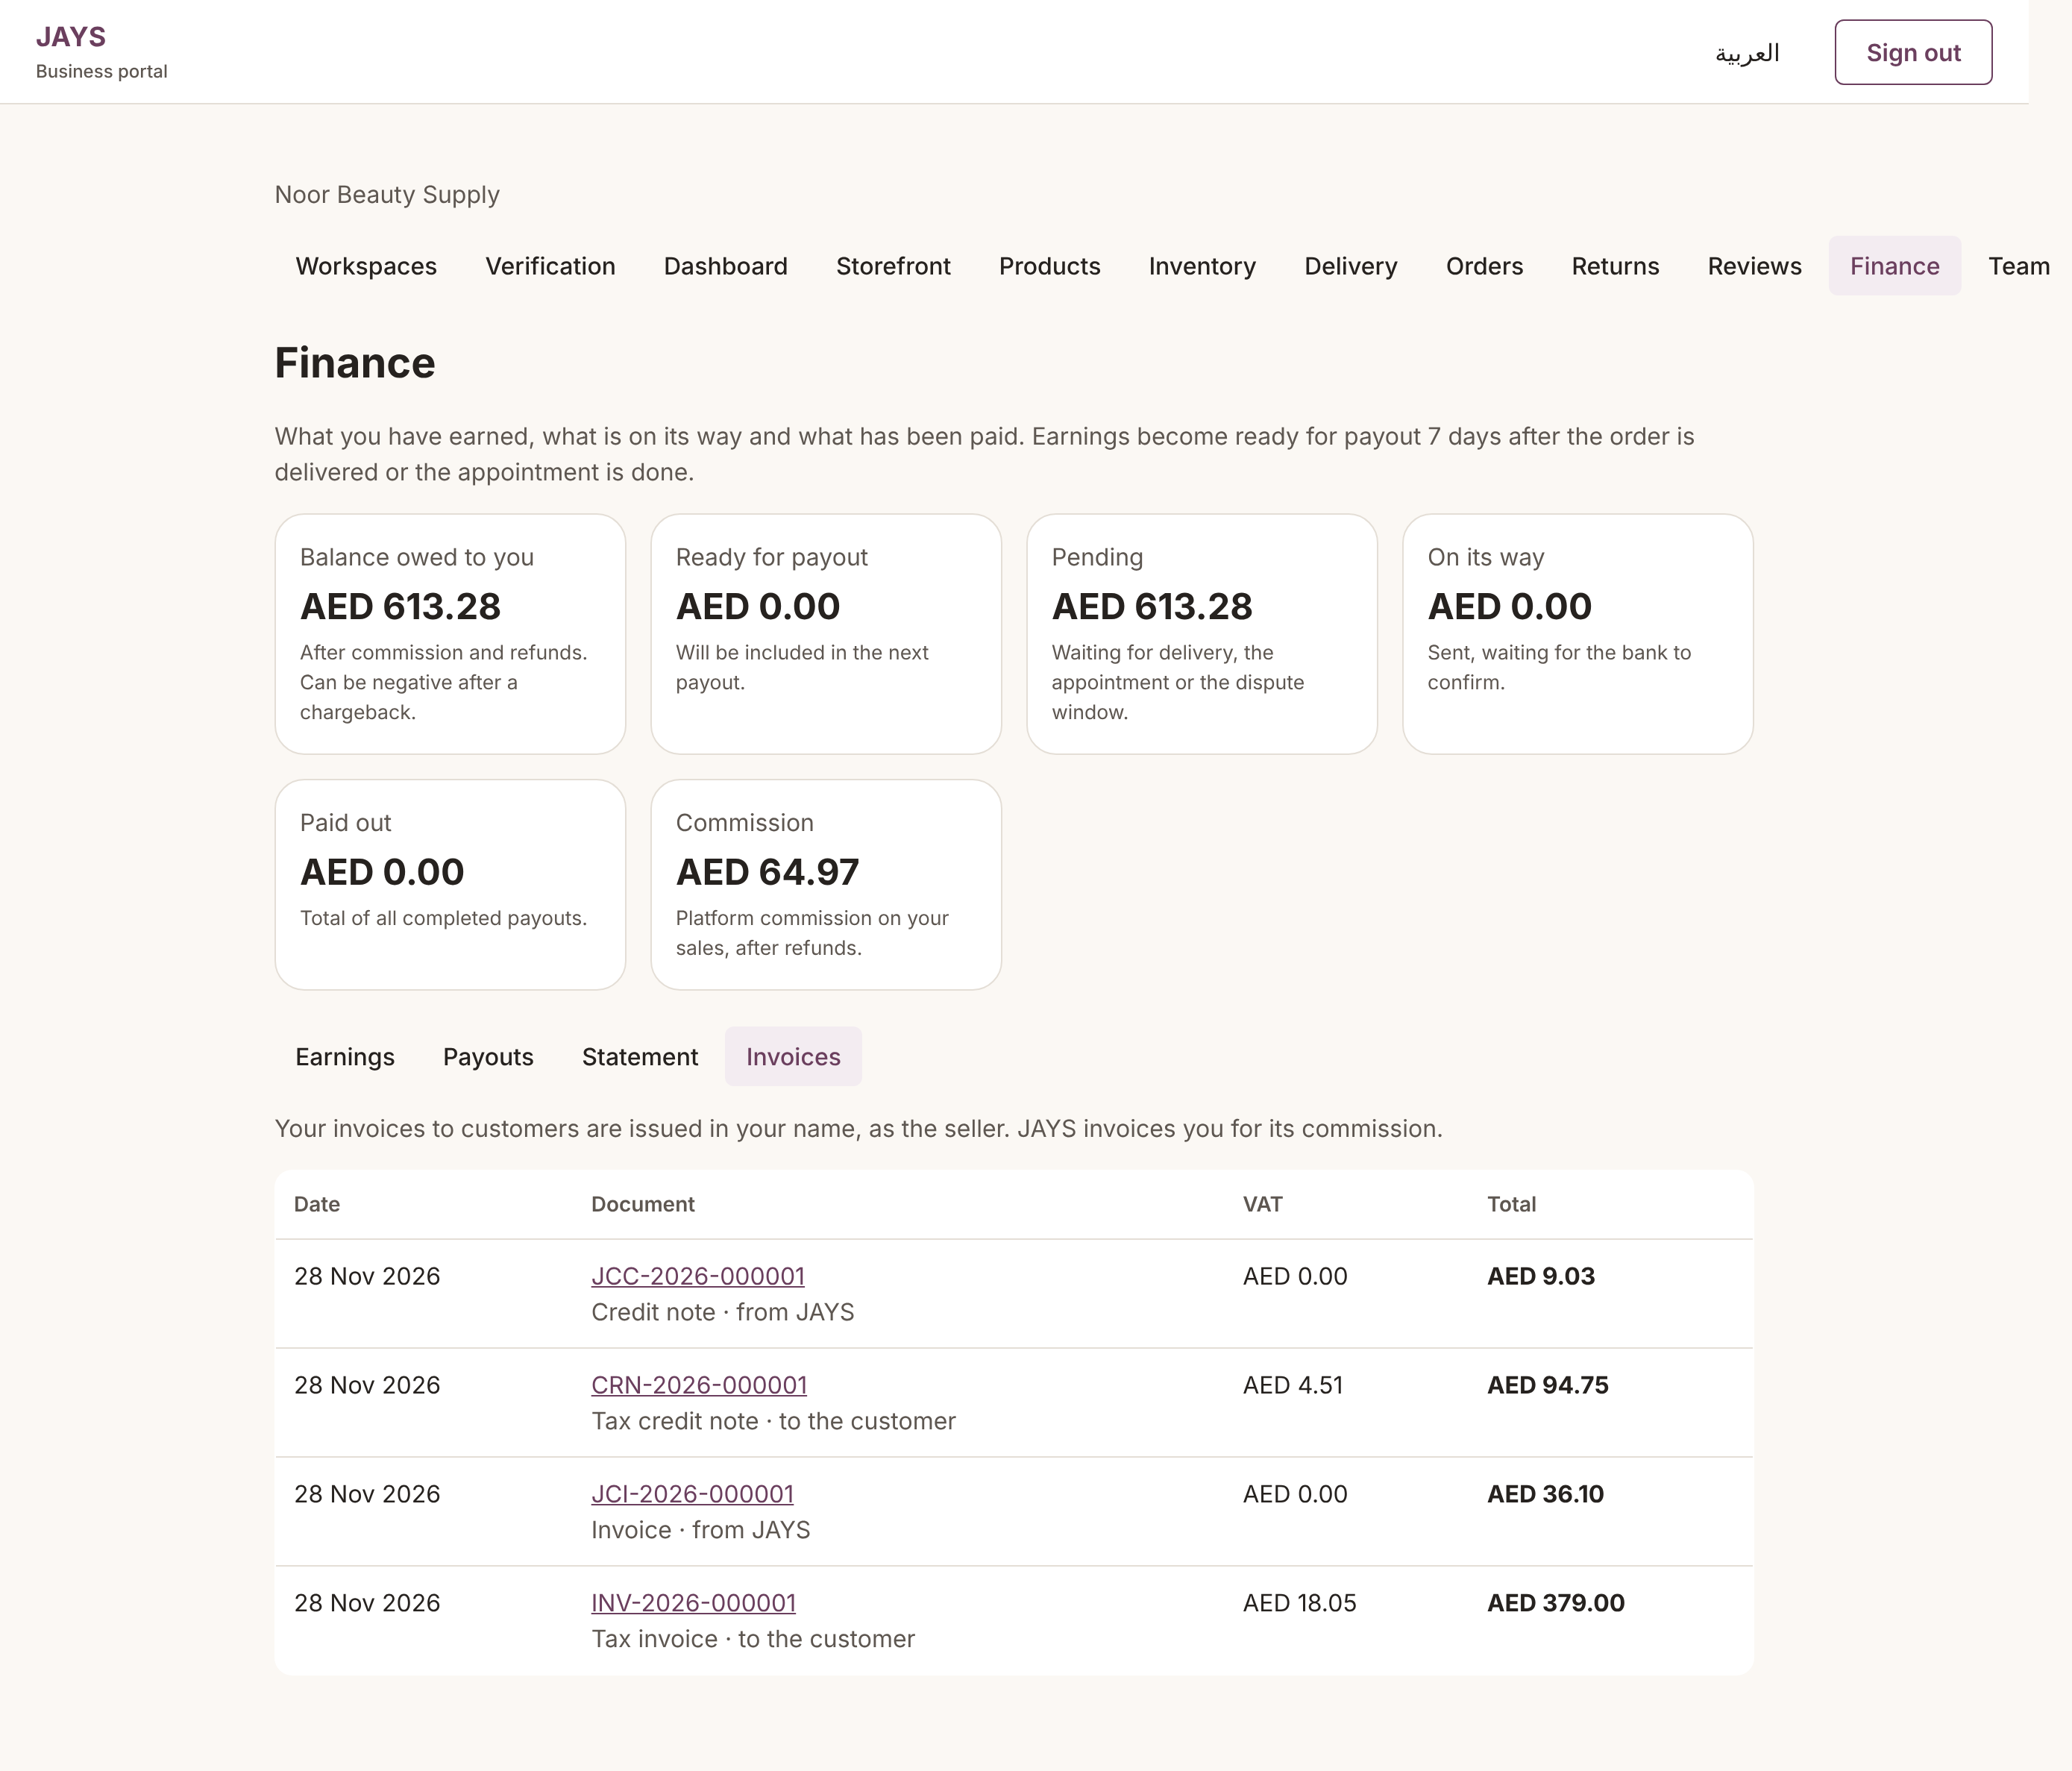 JAYS
Business portal
العربية
Sign out
Noor Beauty Supply
Workspaces Verification Dashboard Storefront Products Inventory Delivery Orders Returns Reviews Finance Team
Finance
What you have earned, what is on its way and what has been paid. Earnings become ready for payout 7 days after the order is
delivered or the appointment is done.
Balance owed to you
AED 613.28
After commission and refunds.
Can be negative after a
chargeback.
Ready for payout
AED 0.00
Will be included in the next
payout.
Pending
AED 613.28
Waiting for delivery, the
appointment or the dispute
window.
On its way
AED 0.00
Sent, waiting for the bank to
confirm.
Paid out
AED 0.00
Total of all completed payouts.
Commission
AED 64.97
Platform commission on your
sales, after refunds.
Earnings Payouts Statement Invoices
Your invoices to customers are issued in your name, as the seller. JAYS invoices you for its commission.
Date Document VAT Total
28 Nov 2026 JCC-2026-000001 AED 0.00 AED 9.03
Credit note · from JAYS
28 Nov 2026 CRN-2026-000001 AED 4.51 AED 94.75
Tax credit note · to the customer
28 Nov 2026 JCI-2026-000001 AED 0.00 AED 36.10
Invoice · from JAYS
28 Nov 2026 INV-2026-000001 AED 18.05 AED 379.00
Tax invoice · to the customer